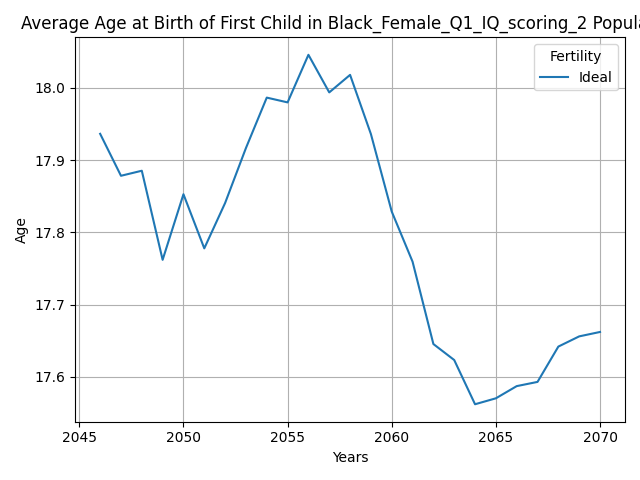 Average Age at Birth of First Child in Black_Female_Q1_IQ_scoring_2 Popula
Fertility
Ideal
18.0
17.9
17.8
17.7
17.6
Age
2045 2050 2055 2060 2065 2070
Years